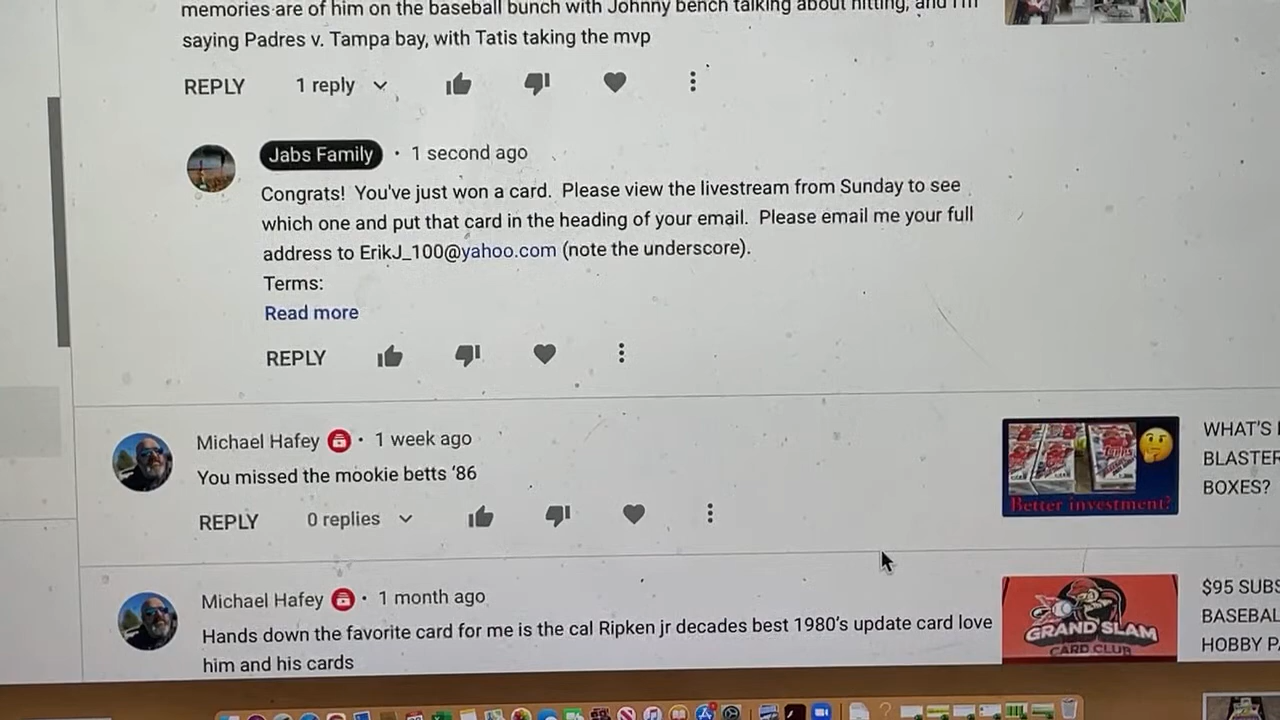 memories are of him on the baseball bunch with Johnny bench talking about hitting, and I'm
saying Padres v. Tampa bay, with Tatis taking the mvp
REPLY 1 reply
Jabs Family · 1 second ago
Congrats!  You've just won a card.  Please view the livestream from Sunday to see
which one and put that card in the heading of your email.  Please email me your full
address to ErikJ_100@yahoo.com (note the underscore).
Terms:
Read more
REPLY
Michael Hafey · 1 week ago
You missed the mookie betts ‘86
REPLY 0 replies
Better investment?
WHAT'S
BLASTER
BOXES?
Michael Hafey · 1 month ago
Hands down the favorite card for me is the cal Ripken jr decades best 1980’s update card love
him and his cards
GRAND SLAM
CARD CLUB
$95 SUBS
BASEBAL
HOBBY